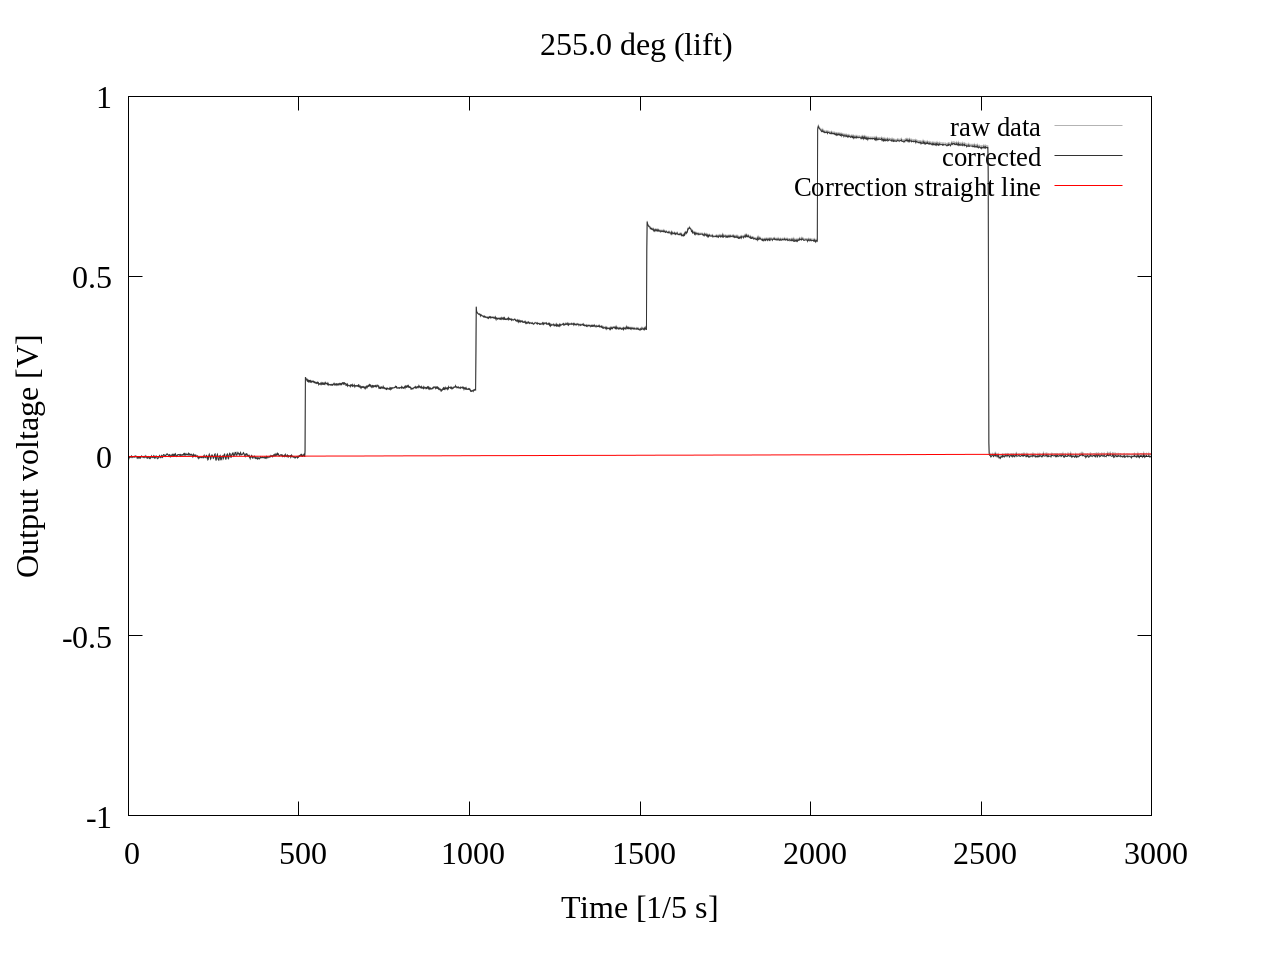 255.0 deg (lift)
1
0.5
0
-0.5
-1
Output voltage [V]
raw data
corrected
Correction straight line
0 500 1000 1500 2000 2500 3000
Time [1/5 s]